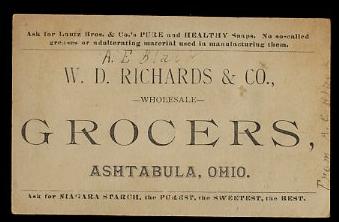 Ask for Lautz Bros. & Co.'s PURE and HEALTHY Soaps. No so-called
greases or adulterating material used in manufacturing them.
W. D. RICHARDS & CO.,
—WHOLESALE—
GROCERS,
ASHTABULA, OHIO.
Ask for NIAGARA STARCH, the PUREST, the SWEETEST, the BEST.
A. E.
From A. E.